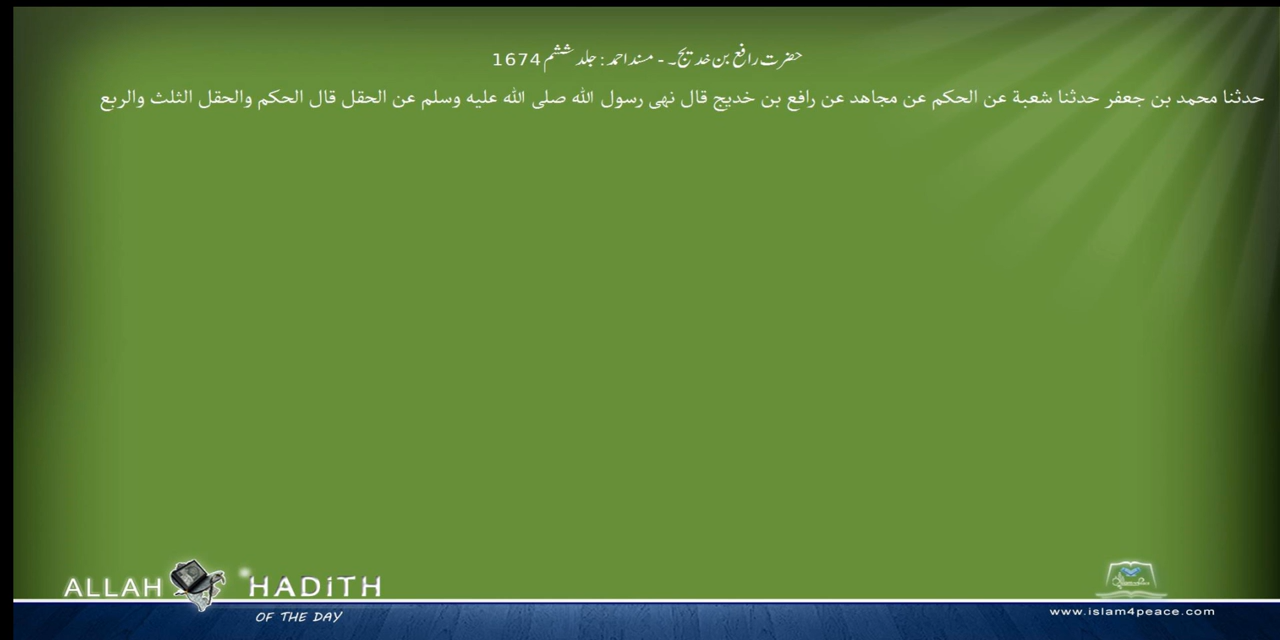 حضرت رافع بن خدیج۔ - مسند احمد: جلد ششم 1674
حدثنا محمد بن جعفر حدثنا شعبة عن الحكم عن مجاهد عن رافع بن خديج قال نهى رسول الله صلى الله عليه وسلم عن الحقل قال الحكم والحقل الثلث والربع
ALLAH HADiTH
OF THE DAY
www.islam4peace.com